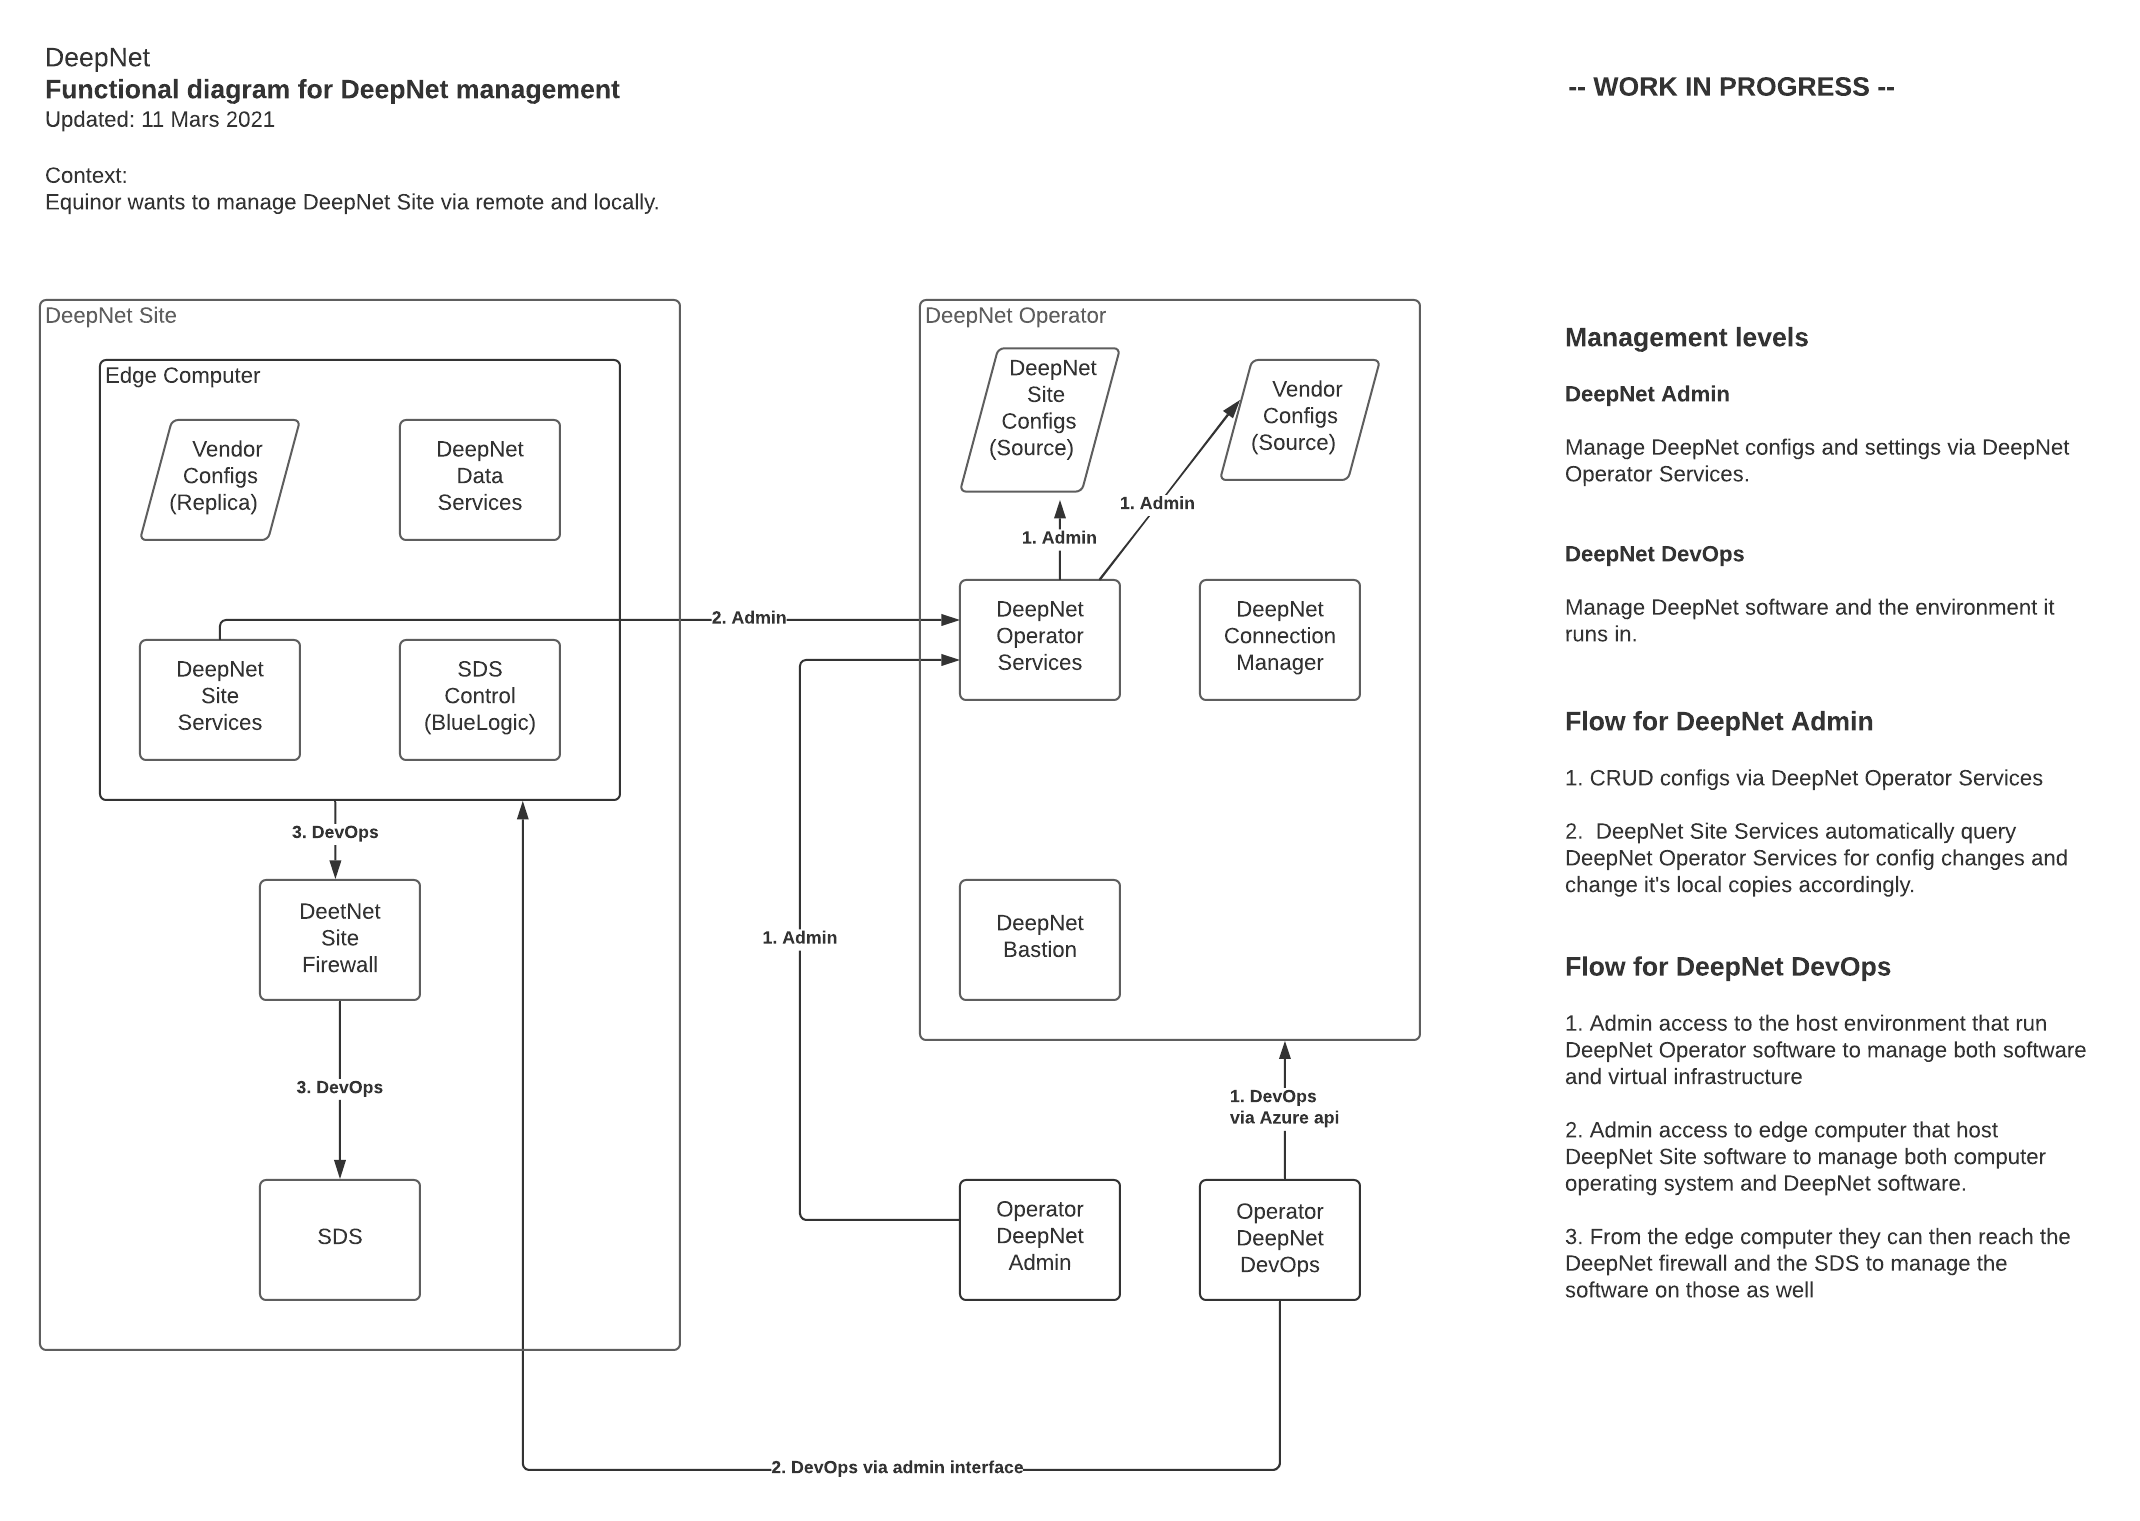 DeepNet
Functional diagram for DeepNet management
Updated: 11 Mars 2021
Context:
Equinor wants to manage DeepNet Site via remote and locally.
-- WORK IN PROGRESS --
DeepNet Site
Edge Computer
Vendor
Configs
(Replica)
DeepNet
Data
Services
DeepNet
Site
Services
SDS
Control
(BlueLogic)
3. DevOps
DeetNet
Site
Firewall
3. DevOps
SDS
2. Admin
1. Admin
DeepNet Operator
DeepNet
Site
Configs
(Source)
Vendor
Configs
(Source)
1. Admin
1. Admin
DeepNet
Operator
Services
DeepNet
Connection
Manager
DeepNet
Bastion
1. DevOps
via Azure api
Operator
DeepNet
Admin
Operator
DeepNet
DevOps
2. DevOps via admin interface
Management levels
DeepNet Admin
Manage DeepNet configs and settings via DeepNet
Operator Services.
DeepNet DevOps
Manage DeepNet software and the environment it
runs in.
Flow for DeepNet Admin
1. CRUD configs via DeepNet Operator Services
2.  DeepNet Site Services automatically query
DeepNet Operator Services for config changes and
change it's local copies accordingly.
Flow for DeepNet DevOps
1. Admin access to the host environment that run
DeepNet Operator software to manage both software
and virtual infrastructure
2. Admin access to edge computer that host
DeepNet Site software to manage both computer
operating system and DeepNet software.
3. From the edge computer they can then reach the
DeepNet firewall and the SDS to manage the
software on those as well